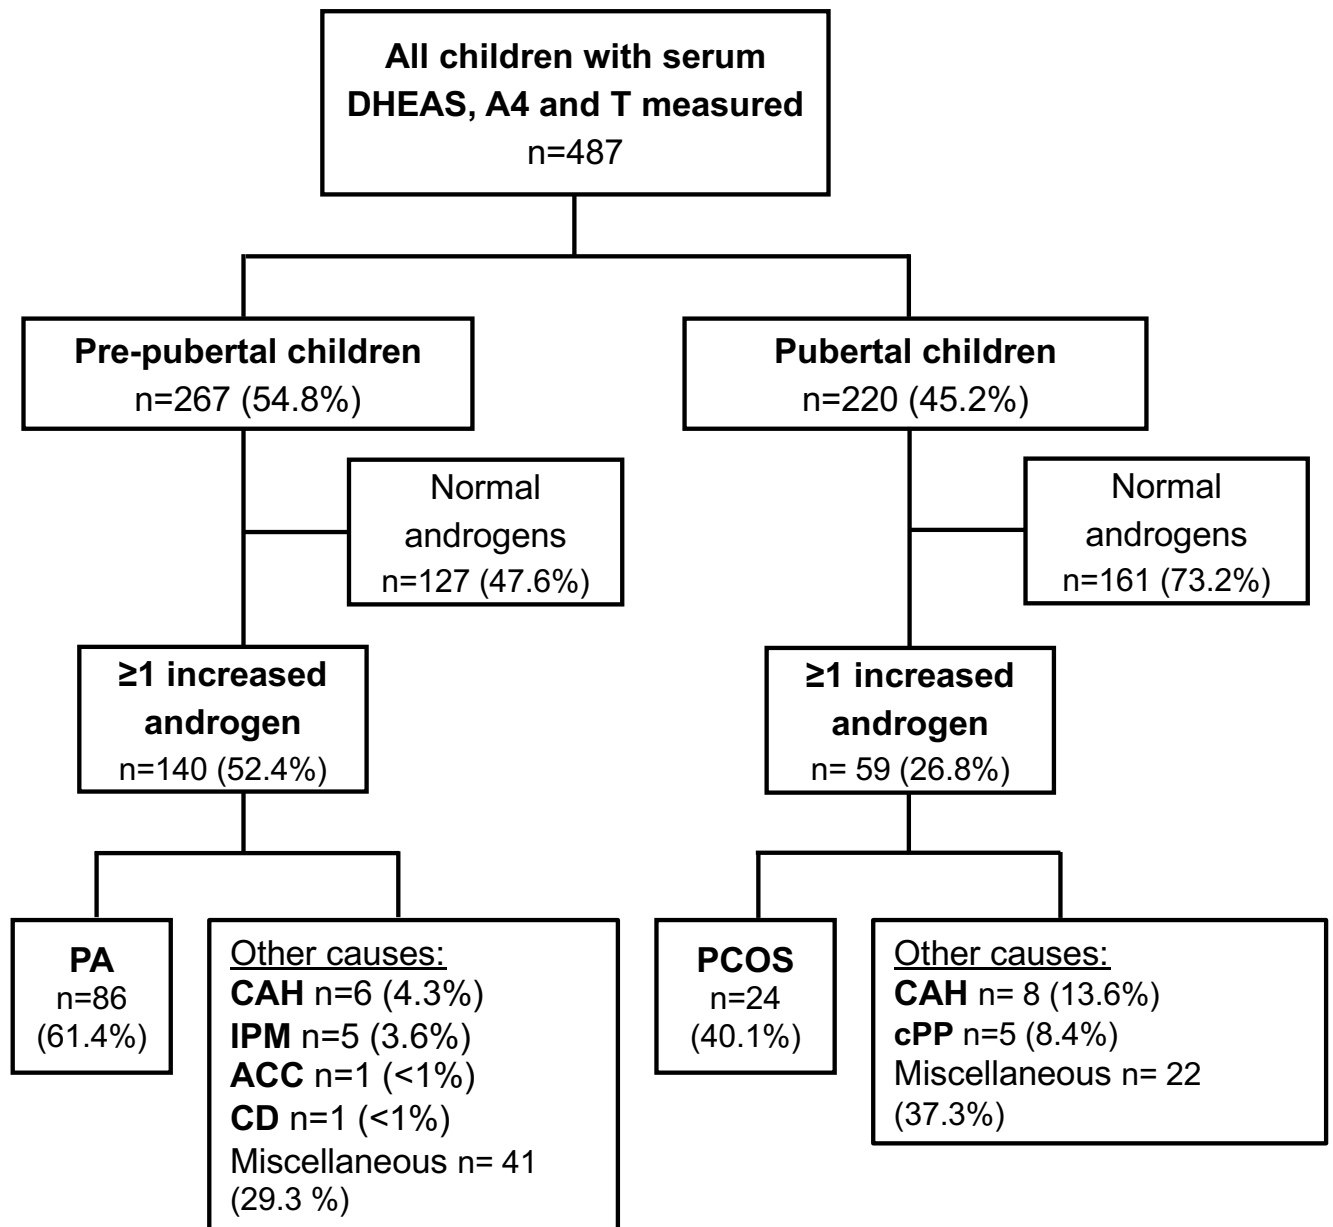 All children with serum
DHEAS, A4 and T measured
n=487
Pre-pubertal children
n=267 (54.8%)
Pubertal children
n=220 (45.2%)
Normal
androgens
n=127 (47.6%)
Normal
androgens
n=161 (73.2%)
≥1 increased
androgen
n=140 (52.4%)
≥1 increased
androgen
n= 59 (26.8%)
PA
n=86
(61.4%)
Other causes:
CAH n=6 (4.3%)
IPM n=5 (3.6%)
ACC n=1 (<1%)
CD n=1 (<1%)
Miscellaneous n= 41
(29.3 %)
PCOS
n=24
(40.1%)
Other causes:
CAH n= 8 (13.6%)
cPP n=5 (8.4%)
Miscellaneous n= 22
(37.3%)